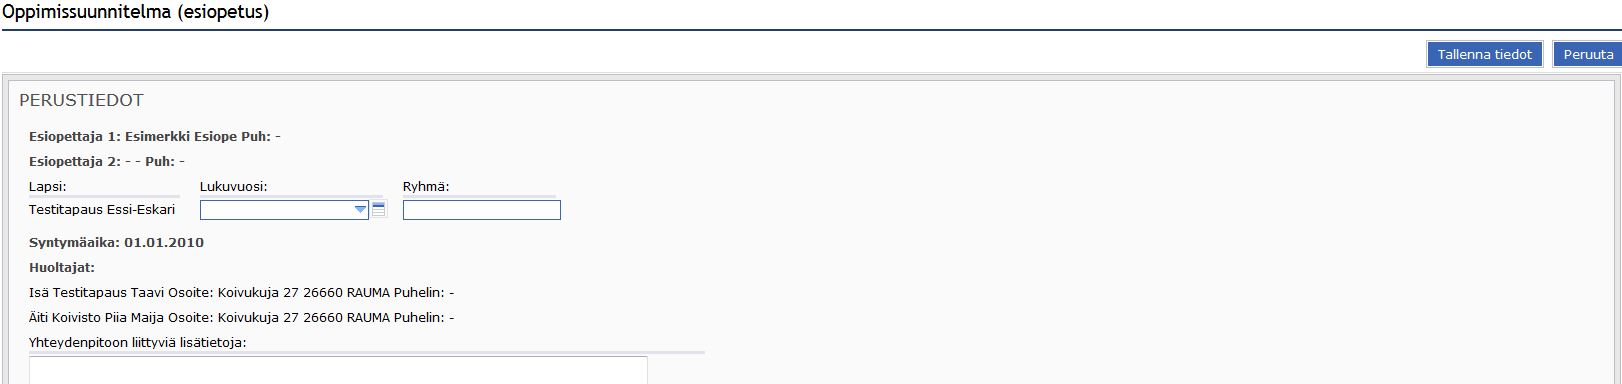 Oppimissuunnitelma (esiopetus)
Tallenna tiedot Peruuta
PERUSTIEDOT
Esiopettaja 1: Esimerkki Esiope Puh: -
Esiopettaja 2: - - Puh: -
Lapsi: Lukuvuosi: Ryhmä:
Testitapaus Essi-Eskari
Syntymäaika: 01.01.2010
Huoltajat:
Isä Testitapaus Taavi Osoite: Koivukuja 27 26660 RAUMA Puhelin: -
Äiti Koivisto Piia Maija Osoite: Koivukuja 27 26660 RAUMA Puhelin: -
Yhteydenpitoon liittyviä lisätietoja: